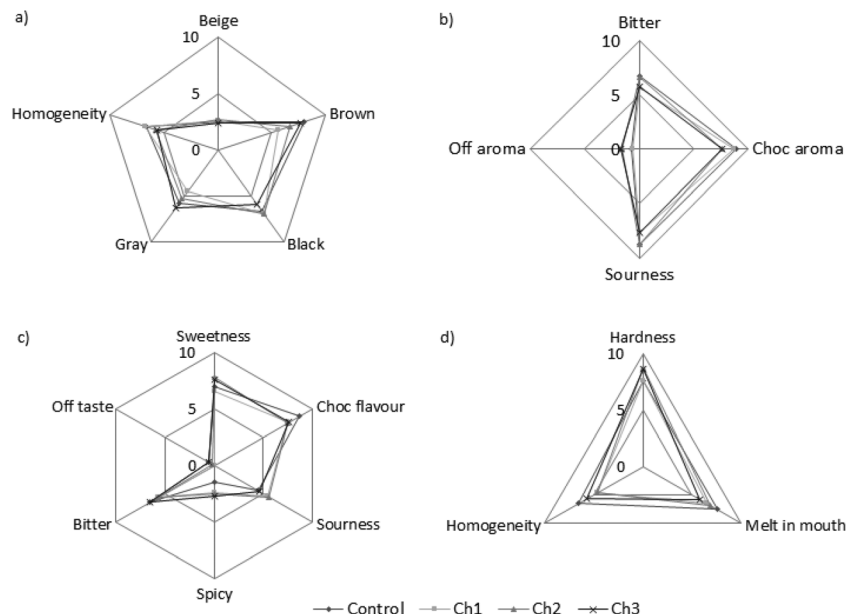 a)
Beige
10
5
0
Homogeneity
Brown
Gray
Black
b)
Bitter
10
5
0
Off aroma
Choc aroma
Sourness
c)
Sweetness
10
5
0
Off taste
Choc flavour
Bitter
Sourness
Spicy
d)
Hardness
10
5
0
Homogeneity
Melt in mouth
Control Ch1 Ch2 Ch3